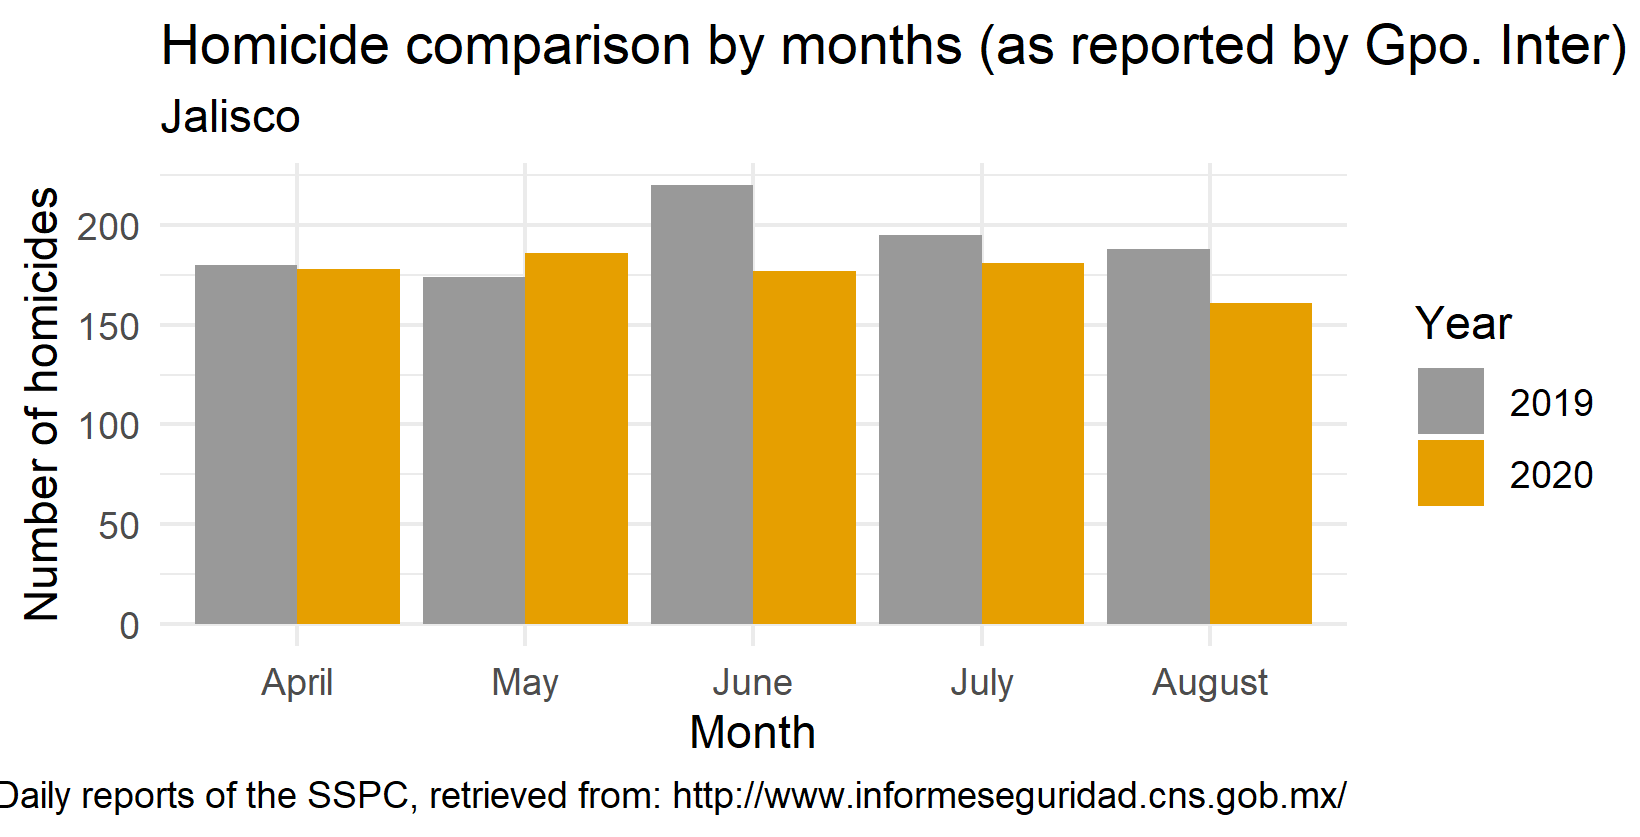 Homicide comparison by months (as reported by Gpo. Inter)
Jalisco
Number of homicides
200
150
100
50
0
April May June July August
Month
Year
2019
2020
Daily reports of the SSPC, retrieved from: http://www.informeseguridad.cns.gob.mx/